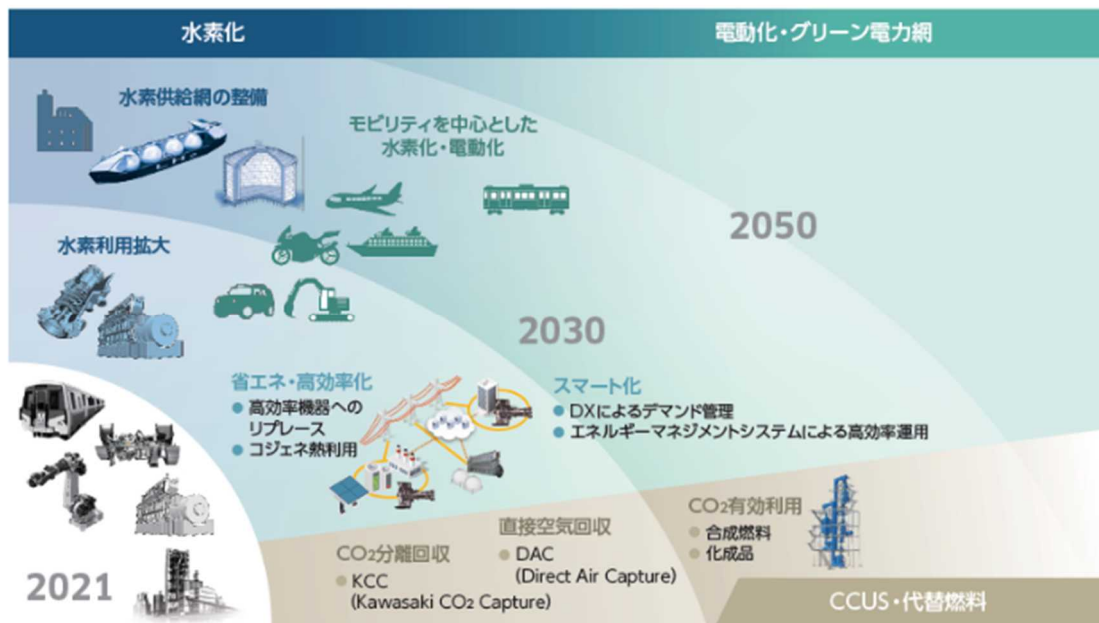 水素化
電動化・グリーン電力網
水素供給網の整備
モビリティを中心とした
水素化・電動化
2050
水素利用拡大
2030
省エネ・高効率化
● 高効率機器への
リプレース
● コジェネ熱利用
スマート化
● DXによるデマンド管理
● エネルギーマネジメントシステムによる高効率運用
CO₂有効利用
● 合成燃料
● 化成品
直接空気回収
● DAC
(Direct Air Capture)
CO₂分離回収
● KCC
(Kawasaki CO₂ Capture)
2021
CCUS・代替燃料